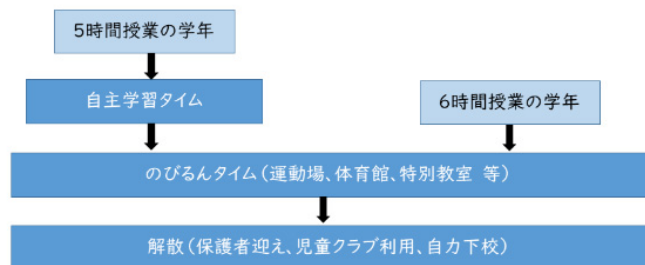 5時間授業の学年
自主学習タイム
6時間授業の学年
のびるんタイム(運動場、体育館、特別教室 等)
解散(保護者迎え、児童クラブ利用、自力下校)